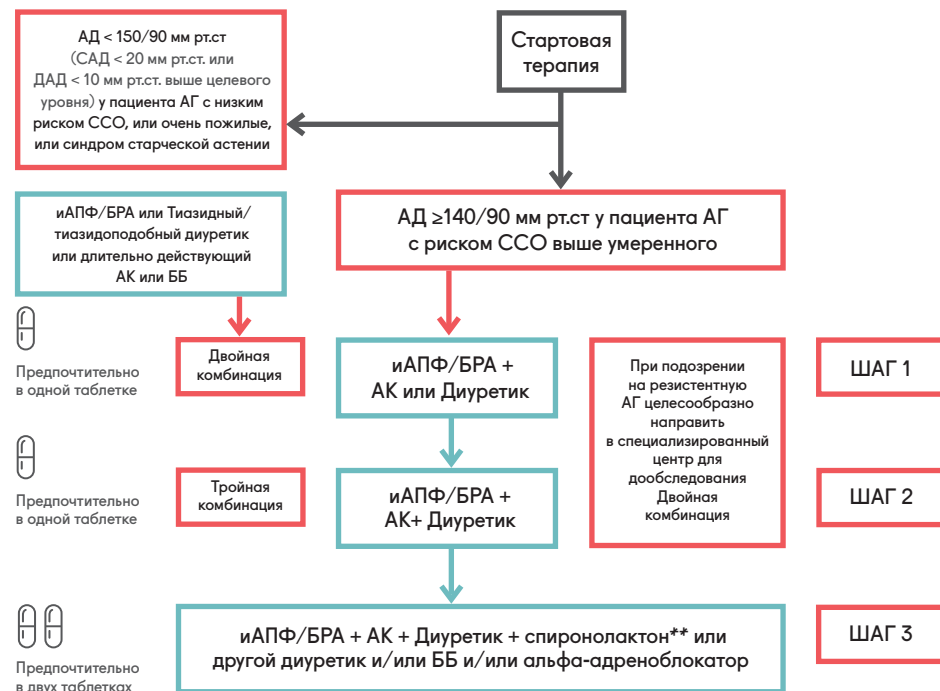 АД < 150/90 мм рт.ст
(САД < 20 мм рт.ст. или
ДАД < 10 мм рт.ст. выше целевого
уровня) у пациента АГ с низким
риском ССО, или очень пожилые,
или синдром старческой астении
Стартовая
терапия
иАПФ/БРА или Тиазидный/
тиазидоподобный диуретик
или длительно действующий
АК или ББ
АД ≥140/90 мм рт.ст у пациента АГ
с риском ССО выше умеренного
Предпочтительно
в одной таблетке
Двойная
комбинация
иАПФ/БРА +
АК или Диуретик
При подозрении
на резистентную
АГ целесообразно
направить
в специализированный
центр для
дообследования
Двойная
комбинация
ШАГ 1
Предпочтительно
в одной таблетке
Тройная
комбинация
иАПФ/БРА +
АК+ Диуретик
ШАГ 2
Предпочтительно
в двух таблетках
иАПФ/БРА + АК + Диуретик + спиронолактон** или
другой диуретик и/или ББ и/или альфа-адреноблокатор
ШАГ 3